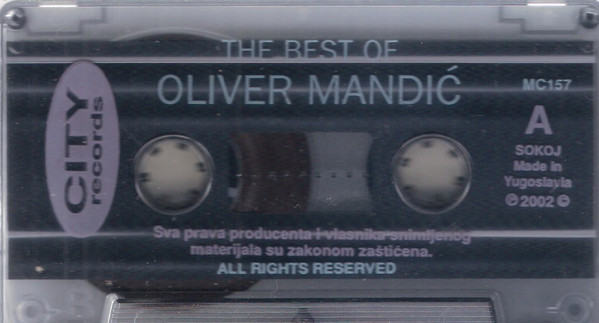 THE BEST OF
OLIVER MANDIĆ
CITY
records
MC157
A
SOKOJ
Made in
Yugoslavia
℗ 2002 ©
Sva prava producenta i vlasnika snimljenog
materijala su zakonom zaštićena.
ALL RIGHTS RESERVED